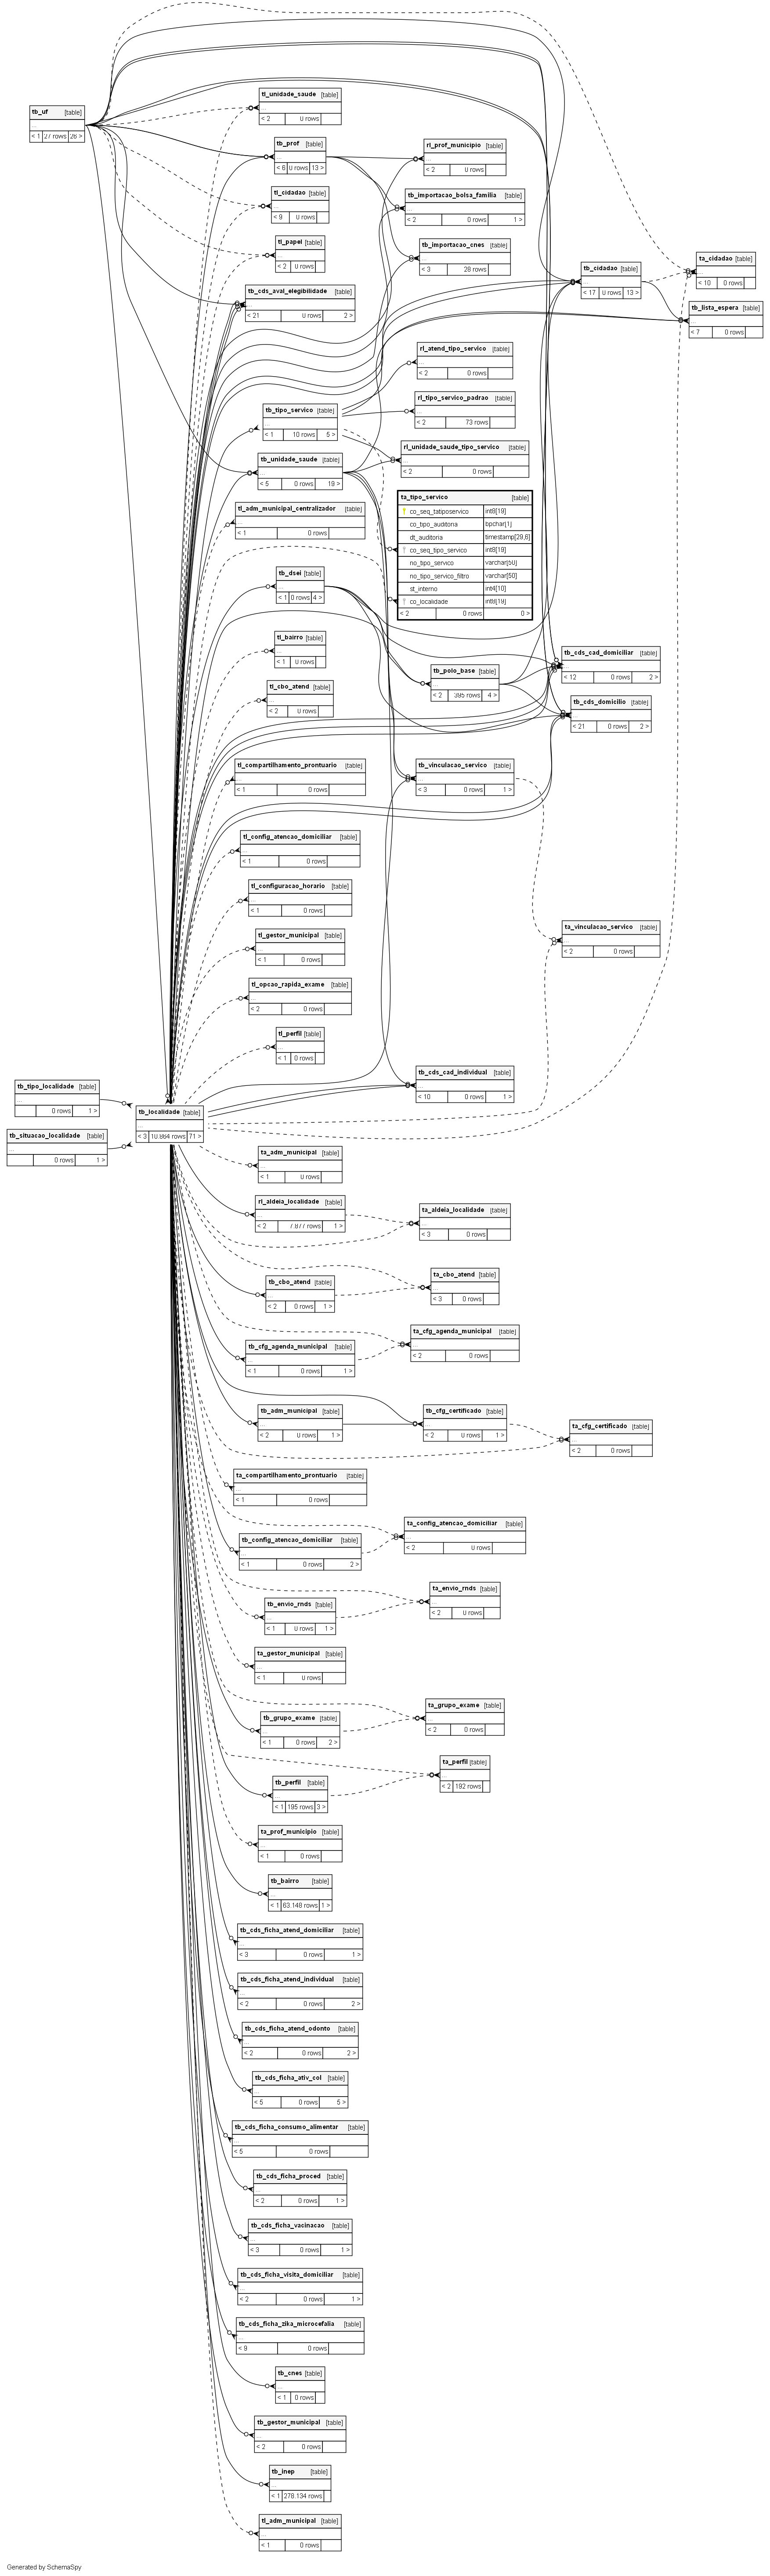 tb_uf [table]
...
< 1 27 rows 26 >
tl_unidade_saude [table]
...
< 2 0 rows
tb_prof [table]
...
< 6 0 rows 13 >
rl_prof_municipio [table]
...
< 2 0 rows
tl_cidadao [table]
...
< 9 0 rows
tb_importacao_bolsa_familia [table]
...
< 2 0 rows 1 >
tl_papel [table]
...
< 2 0 rows
tb_importacao_cnes [table]
...
< 3 28 rows
tb_cidadao [table]
...
< 17 0 rows 13 >
ta_cidadao [table]
...
< 10 0 rows
tb_cds_aval_elegibilidade [table]
...
< 21 0 rows 2 >
tb_lista_espera [table]
...
< 7 0 rows
rl_atend_tipo_servico [table]
...
< 2 0 rows
rl_tipo_servico_padrao [table]
...
< 2 73 rows
tb_tipo_servico [table]
...
< 1 10 rows 5 >
rl_unidade_saude_tipo_servico [table]
...
< 2 0 rows
tb_unidade_saude [table]
...
< 5 0 rows 19 >
ta_tipo_servico [table]
co_seq_tatiposervico int8[19]
co_tipo_auditoria bpchar[1]
dt_auditoria timestamp[29,6]
co_seq_tipo_servico int8[19]
no_tipo_servico varchar[50]
no_tipo_servico_filtro varchar[50]
st_interno int4[10]
co_localidade int8[19]
< 2 0 rows 0 >
tl_adm_municipal_centralizador [table]
...
< 1 0 rows
tb_dsei [table]
...
< 1 0 rows 4 >
tl_bairro [table]
...
< 1 0 rows
tb_cds_cad_domiciliar [table]
...
< 12 0 rows 2 >
tb_polo_base [table]
...
< 2 395 rows 4 >
tl_cbo_atend [table]
...
< 2 0 rows
tb_cds_domicilio [table]
...
< 21 0 rows 2 >
tl_compartilhamento_prontuario [table]
...
< 1 0 rows
tb_vinculacao_servico [table]
...
< 3 0 rows 1 >
tl_config_atencao_domiciliar [table]
...
< 1 0 rows
tl_configuracao_horario [table]
...
< 1 0 rows
tl_gestor_municipal [table]
...
< 1 0 rows
ta_vinculacao_servico [table]
...
< 2 0 rows
tl_opcao_rapida_exame [table]
...
< 2 0 rows
tl_perfil [table]
...
< 1 0 rows
tb_cds_cad_individual [table]
...
< 10 0 rows 1 >
tb_tipo_localidade [table]
...
0 rows 1 >
tb_localidade [table]
...
< 3 10.864 rows 71 >
tb_situacao_localidade [table]
...
0 rows 1 >
ta_adm_municipal [table]
...
< 1 0 rows
rl_aldeia_localidade [table]
...
< 2 7.877 rows 1 >
ta_aldeia_localidade [table]
...
< 3 0 rows
ta_cbo_atend [table]
...
< 3 0 rows
tb_cbo_atend [table]
...
< 2 0 rows 1 >
ta_cfg_agenda_municipal [table]
...
< 2 0 rows
tb_cfg_agenda_municipal [table]
...
< 1 0 rows 1 >
tb_adm_municipal [table]
...
< 2 0 rows 1 >
tb_cfg_certificado [table]
...
< 2 0 rows 1 >
ta_cfg_certificado [table]
...
< 2 0 rows
ta_compartilhamento_prontuario [table]
...
< 1 0 rows
ta_config_atencao_domiciliar [table]
...
< 2 0 rows
tb_config_atencao_domiciliar [table]
...
< 1 0 rows 2 >
ta_envio_rnds [table]
...
< 2 0 rows
tb_envio_rnds [table]
...
< 1 0 rows 1 >
ta_gestor_municipal [table]
...
< 1 0 rows
ta_grupo_exame [table]
...
< 2 0 rows
tb_grupo_exame [table]
...
< 1 0 rows 2 >
ta_perfil [table]
...
< 2 192 rows
tb_perfil [table]
...
< 1 195 rows 3 >
ta_prof_municipio [table]
...
< 1 0 rows
tb_bairro [table]
...
< 1 63.148 rows 1 >
tb_cds_ficha_atend_domiciliar [table]
...
< 3 0 rows 1 >
tb_cds_ficha_atend_individual [table]
...
< 2 0 rows 2 >
tb_cds_ficha_atend_odonto [table]
...
< 2 0 rows 2 >
tb_cds_ficha_ativ_col [table]
...
< 5 0 rows 5 >
tb_cds_ficha_consumo_alimentar [table]
...
< 5 0 rows
tb_cds_ficha_proced [table]
...
< 2 0 rows 1 >
tb_cds_ficha_vacinacao [table]
...
< 3 0 rows 1 >
tb_cds_ficha_visita_domiciliar [table]
...
< 2 0 rows 1 >
tb_cds_ficha_zika_microcefalia [table]
...
< 9 0 rows
tb_cnes [table]
...
< 1 0 rows
tb_gestor_municipal [table]
...
< 2 0 rows
tb_inep [table]
...
< 1 278.134 rows
tl_adm_municipal [table]
...
< 1 0 rows
Generated by SchemaSpy